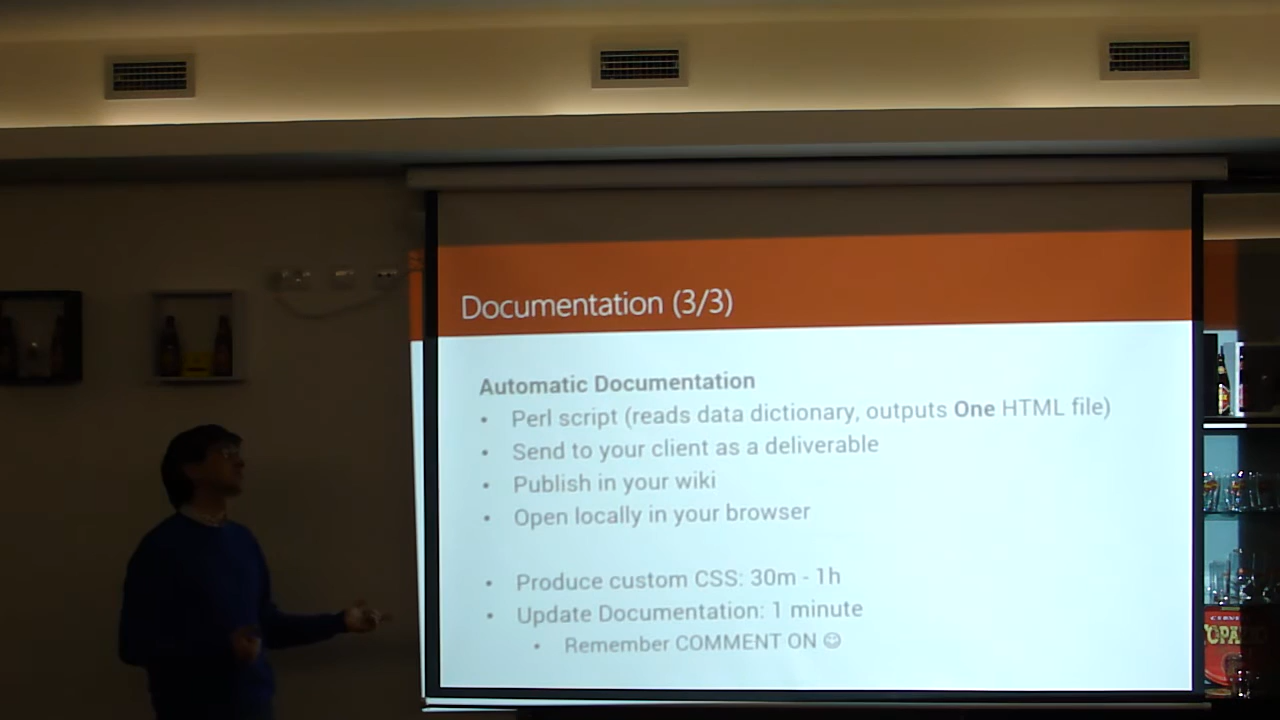 Documentation (3/3)
Automatic Documentation
• Perl script (reads data dictionary, outputs One HTML file)
• Send to your client as a deliverable
• Publish in your wiki
• Open locally in your browser
• Produce custom CSS: 30m - 1h
• Update Documentation: 1 minute
• Remember COMMENT ON ☺